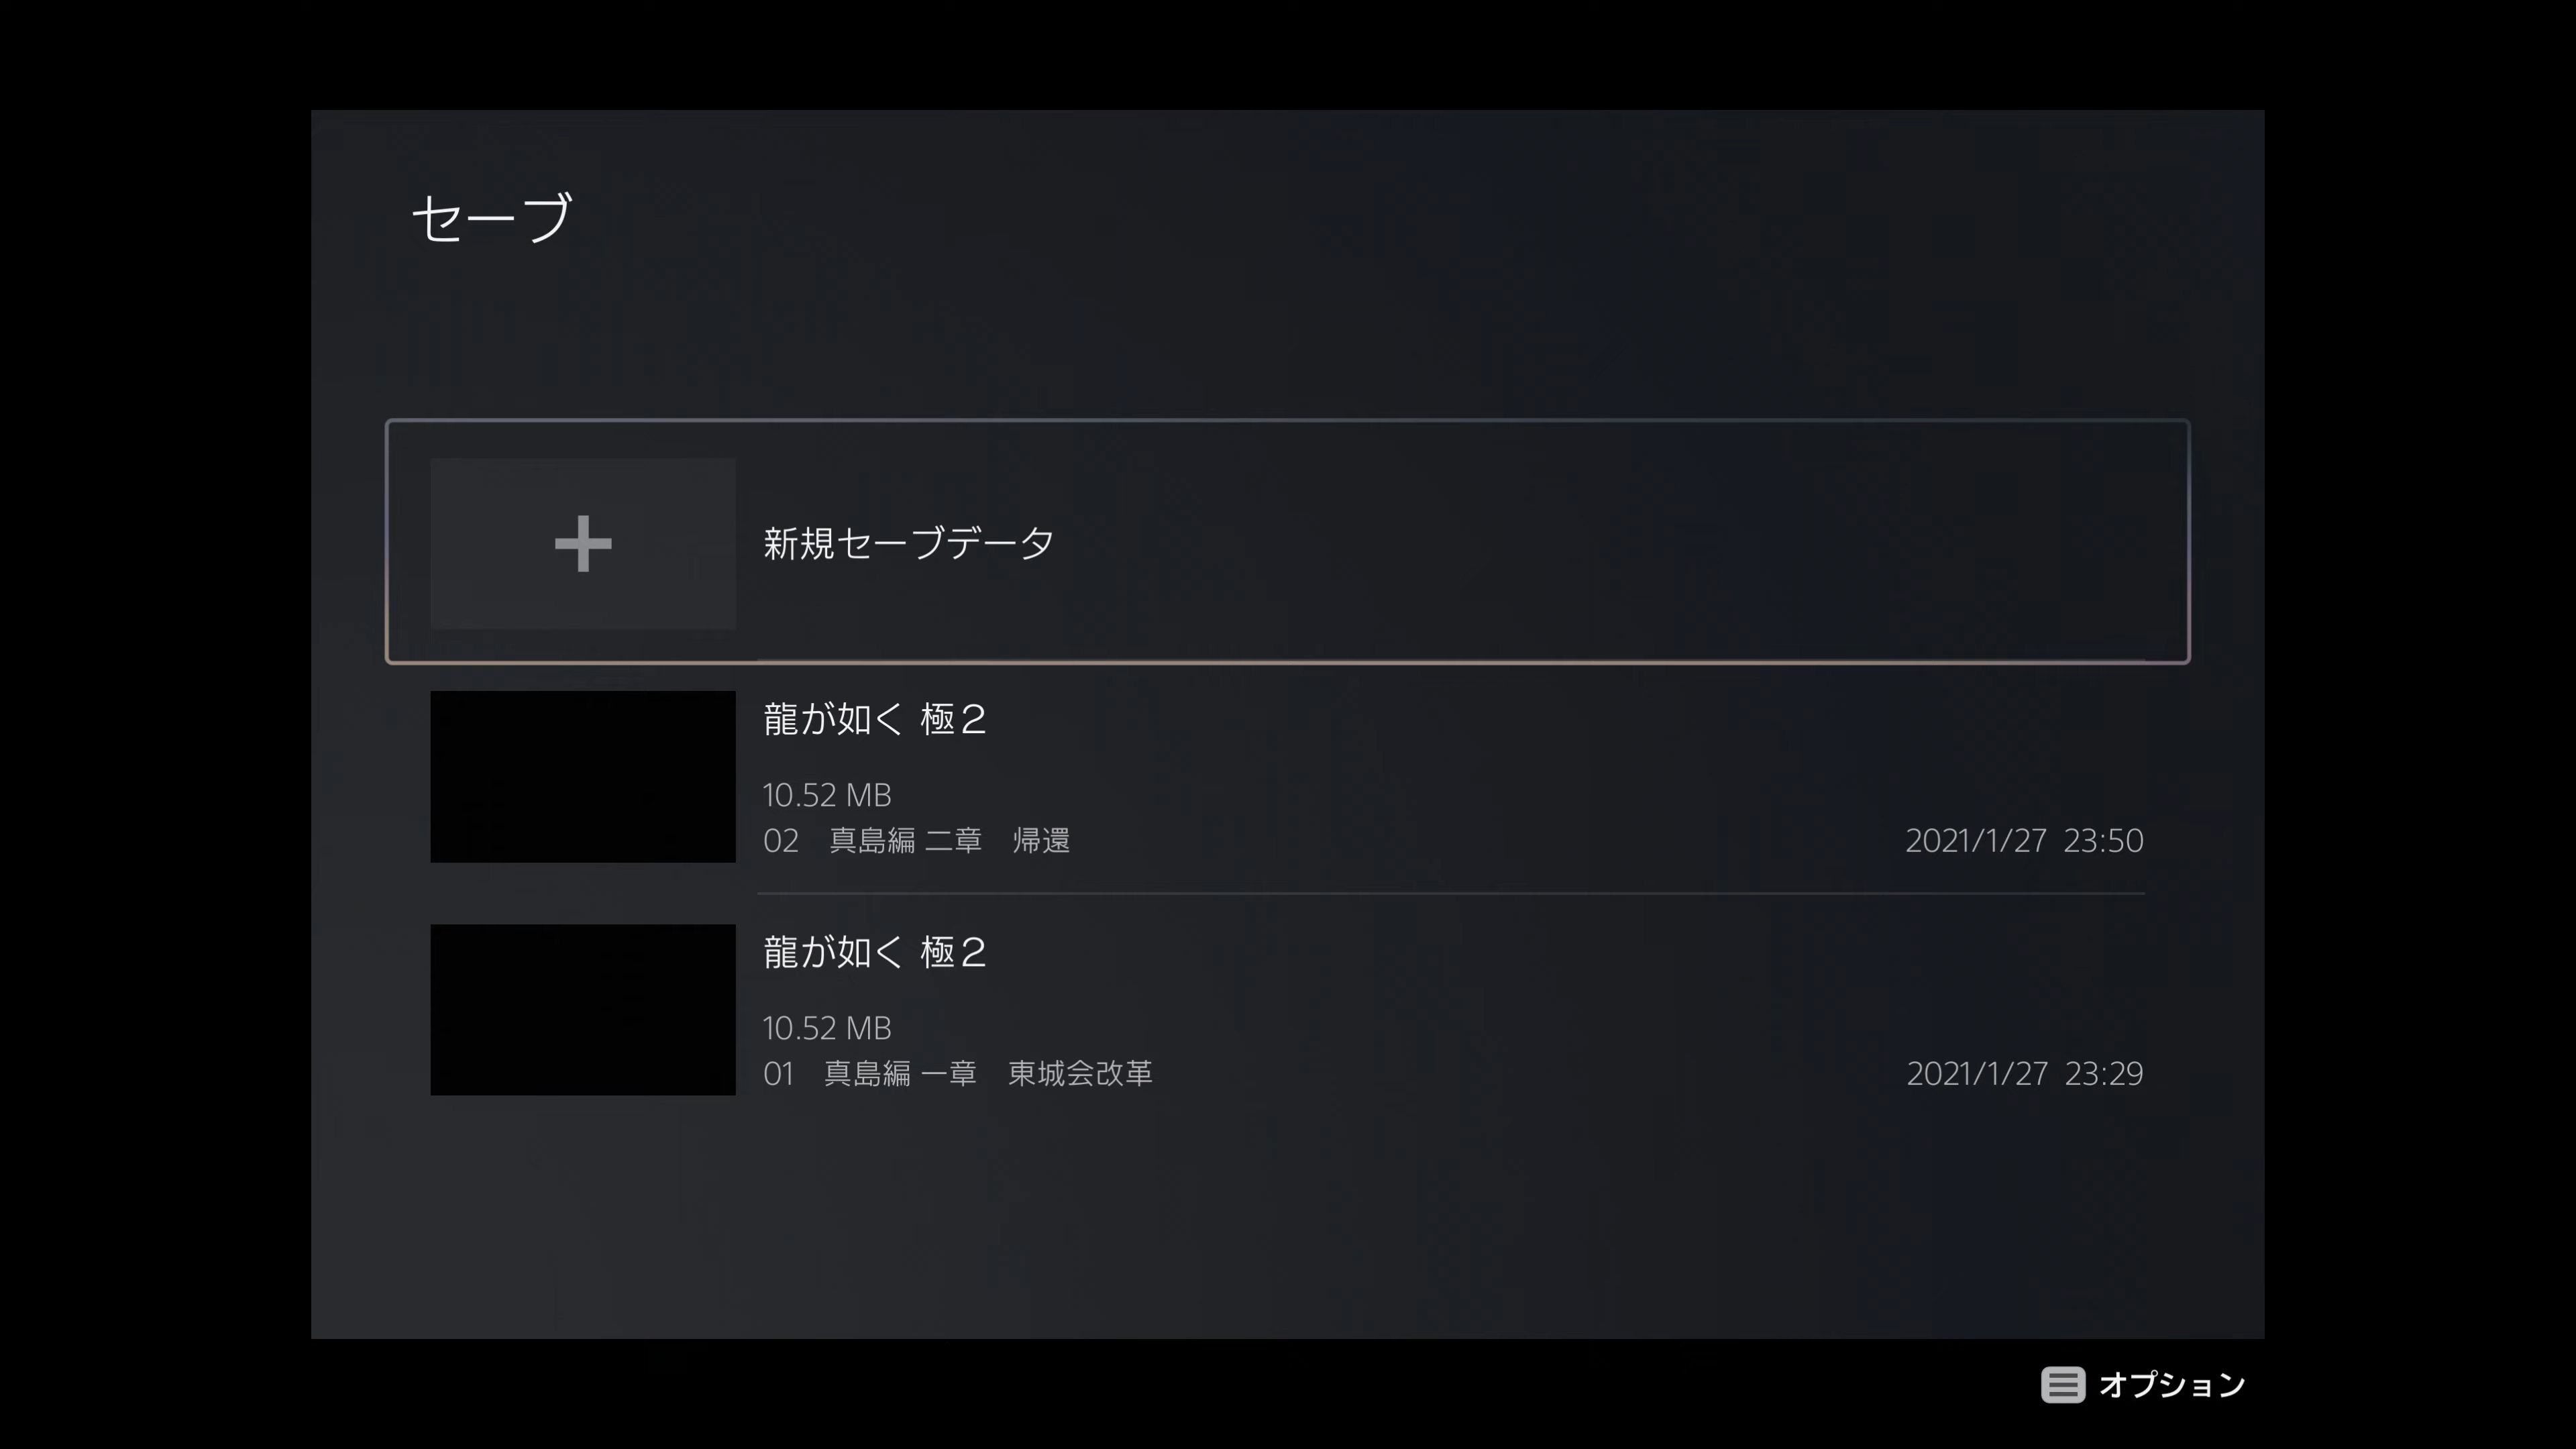 セーブ
新規セーブデータ
龍が如く 極２
10.52 MB
02　真島編 二章　帰還
2021/1/27 23:50
龍が如く 極２
10.52 MB
01　真島編 一章　東城会改革
2021/1/27 23:29
オプション